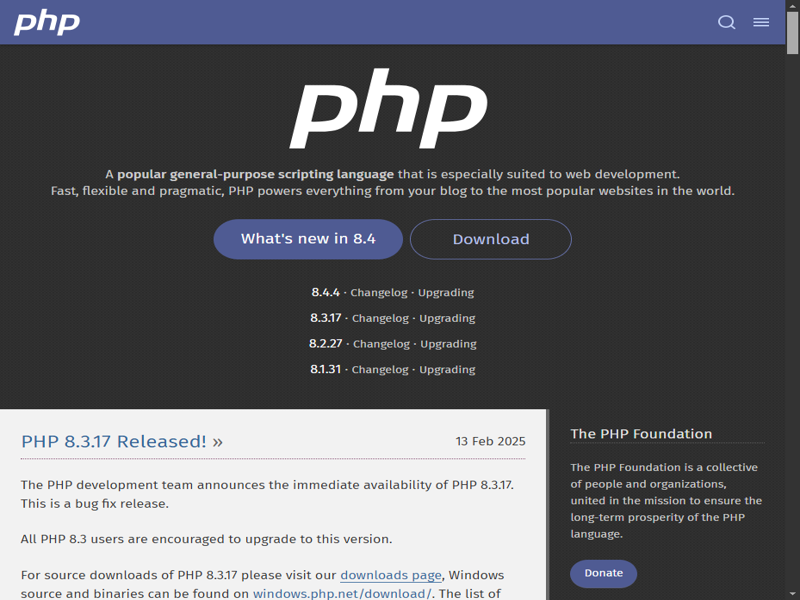 php
php
A popular general-purpose scripting language that is especially suited to web development.
Fast, flexible and pragmatic, PHP powers everything from your blog to the most popular websites in the world.
What's new in 8.4
Download
8.4.4 · Changelog · Upgrading
8.3.17 · Changelog · Upgrading
8.2.27 · Changelog · Upgrading
8.1.31 · Changelog · Upgrading
PHP 8.3.17 Released! »
13 Feb 2025
The PHP development team announces the immediate availability of PHP 8.3.17.
This is a bug fix release.
All PHP 8.3 users are encouraged to upgrade to this version.
For source downloads of PHP 8.3.17 please visit our downloads page, Windows
source and binaries can be found on windows.php.net/download/. The list of
The PHP Foundation
The PHP Foundation is a collective
of people and organizations,
united in the mission to ensure the
long-term prosperity of the PHP
language.
Donate